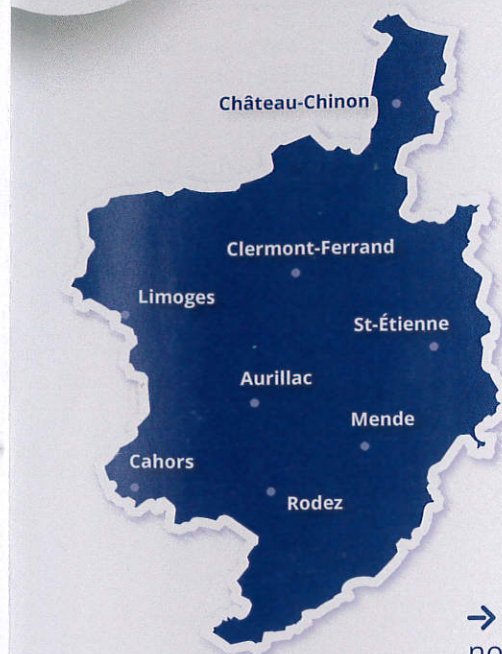 Château-Chinon
Clermont-Ferrand
Limoges
St-Étienne
Aurillac
Mende
Cahors
Rodez
→